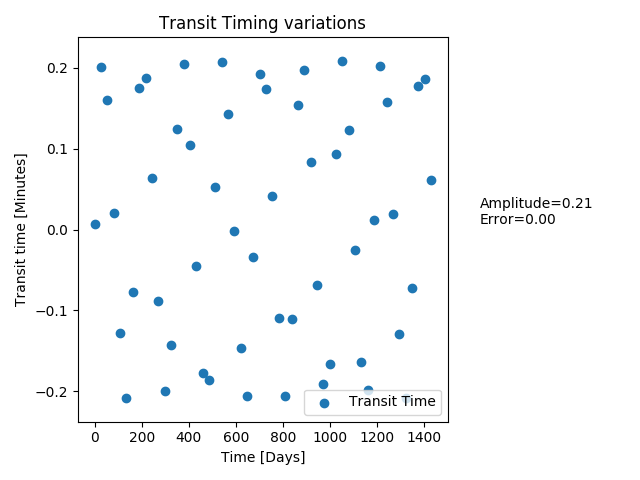 Transit Timing variations
Transit time [Minutes]
0.2
0.1
0.0
−0.1
−0.2
0
200
400
600
800
1000
1200
1400
Time [Days]
Transit Time
Amplitude=0.21
Error=0.00